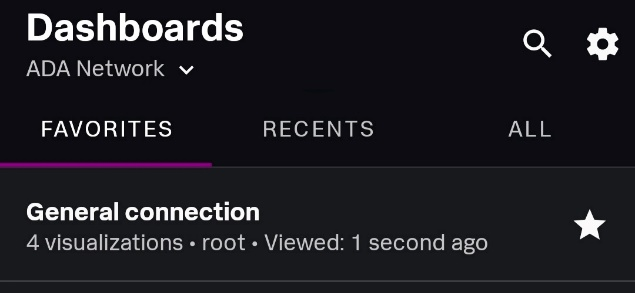 Dashboards
ADA Network
FAVORITES RECENTS ALL
General connection
4 visualizations • root • Viewed: 1 second ago